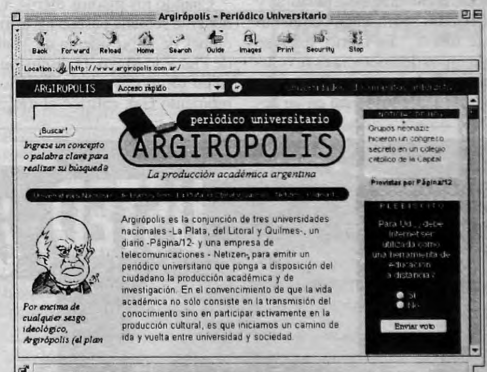 Argirópolis - Periódico Universitario
Back Forward Reload Home Search Guide Images Print Security Stop
Location: http://www.argiropolis.com.ar/
ARGIROPOLIS
Acceso rápido
¡Buscar!
Ingrese un concepto
o palabra clave para
realizar su búsqueda
periódico universitario
ARGIROPOLIS
La producción académica argentina
Grupos neonazis
hicieron un congreso
secreto en un colegio
católico de la Capital
Provistas por Página/12
Argirópolis es la conjunción de tres universidades
nacionales -La Plata, del Litoral y Quilmes-, un
diario -Página/12- y una empresa de
telecomunicaciones - Netizen-, para emitir un
periódico universitario que ponga a disposición del
ciudadano la producción académica y de
investigación. En el convencimiento de que la vida
académica no sólo consiste en la transmisión del
conocimiento sino en participar activamente en la
producción cultural, es que iniciamos un camino de
ida y vuelta entre universidad y sociedad.
Por encima de
cualquier sesgo
ideológico,
Argirópolis (el plan
PLEBISCITO
Para Ud., ¿debe
Internet ser
utilizada como
una herramienta de
educación
a distancia?
Sí
No
Enviar voto